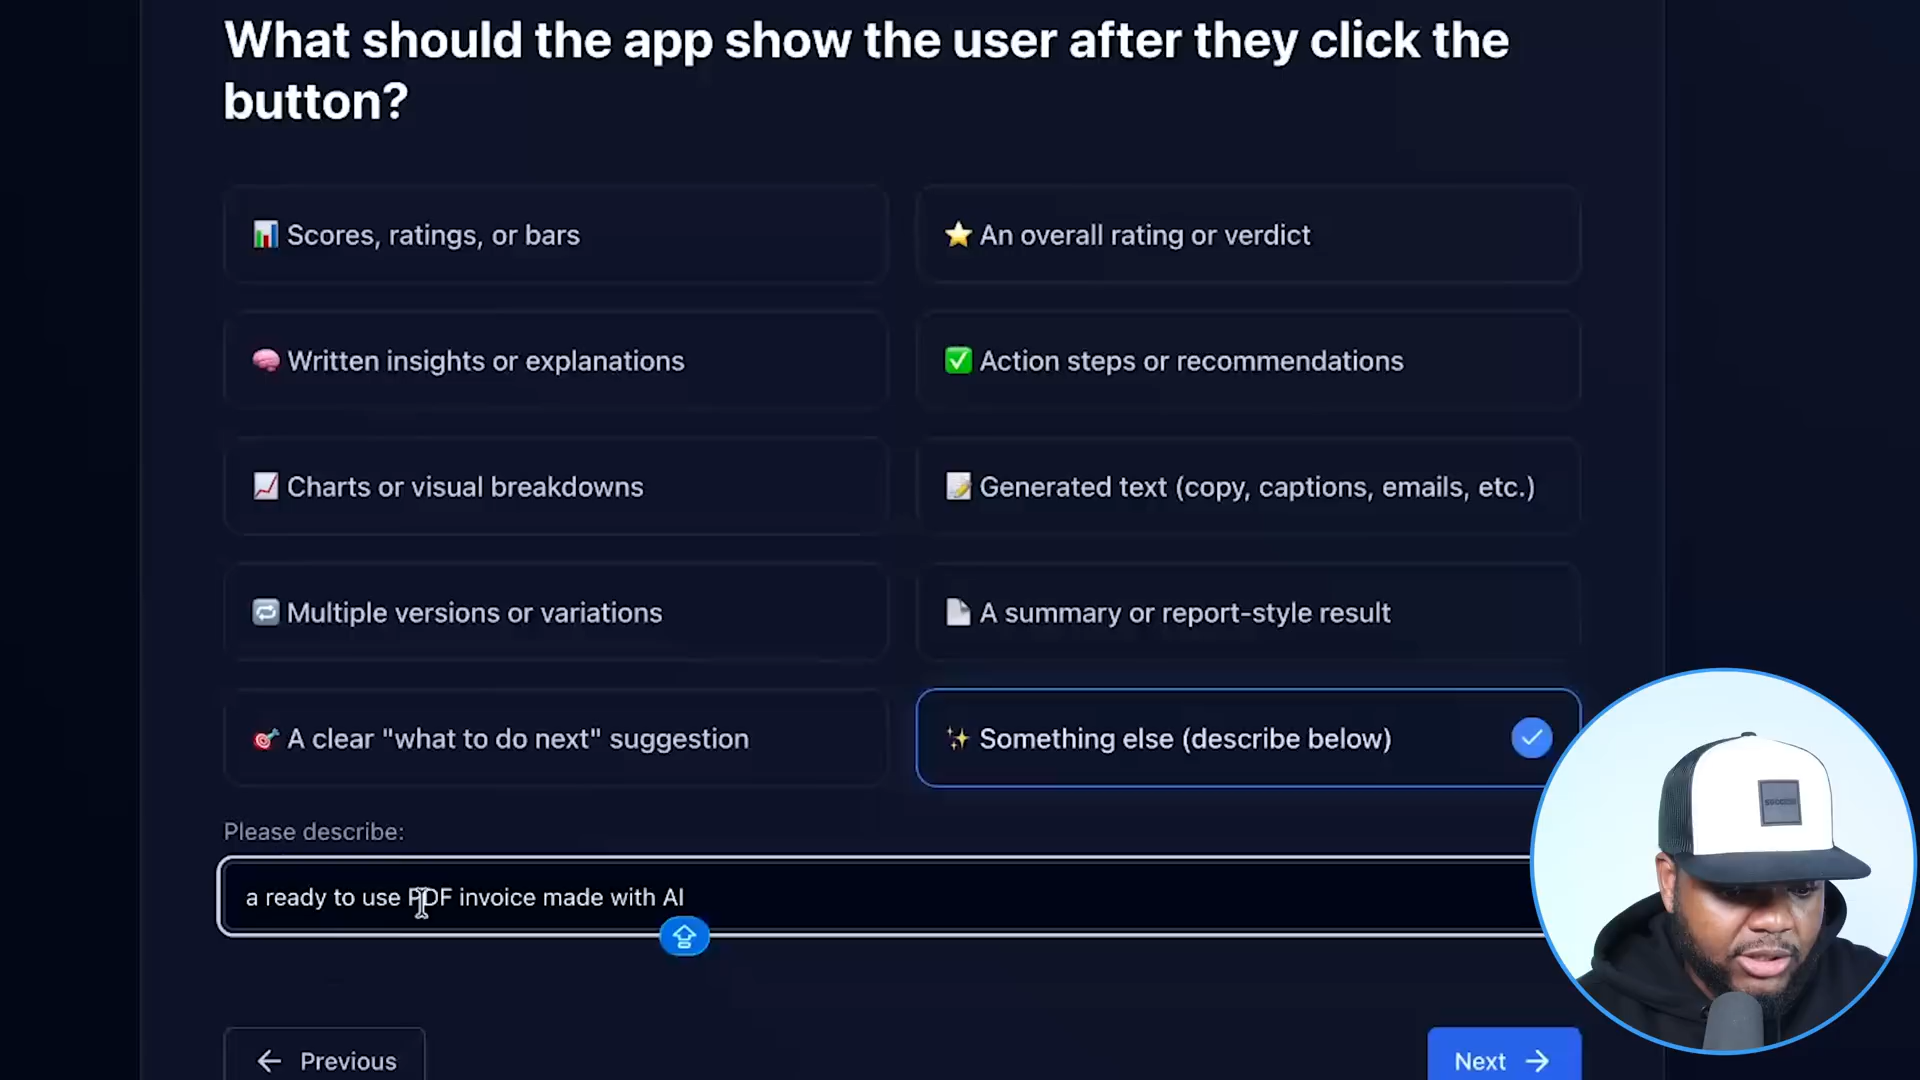 What should the app show the user after they click the
button?
Scores, ratings, or bars
An overall rating or verdict
Written insights or explanations
Action steps or recommendations
Charts or visual breakdowns
Generated text (copy, captions, emails, etc.)
Multiple versions or variations
A summary or report-style result
A clear "what to do next" suggestion
Something else (describe below)
Please describe:
a ready to use PDF invoice made with AI
Previous
Next
SUCCESS